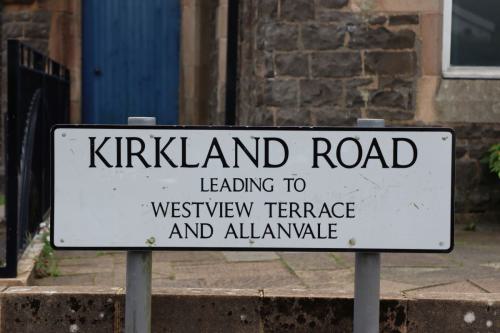 KIRKLAND ROAD
LEADING TO
WESTVIEW TERRACE
AND ALLANVALE